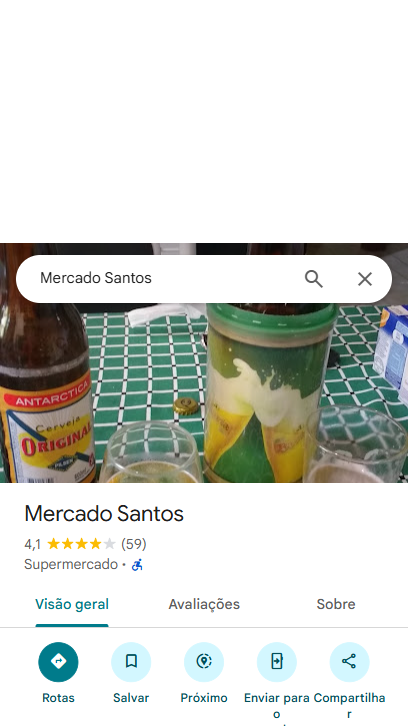 Mercado Santos
ANTARCTICA
Cerveja
ORIGINAL
Mercado Santos
4,1 (59)
Supermercado ·
Visão geral
Avaliações
Sobre
Rotas
Salvar
Próximo
Enviar para
o
Compartilha
r